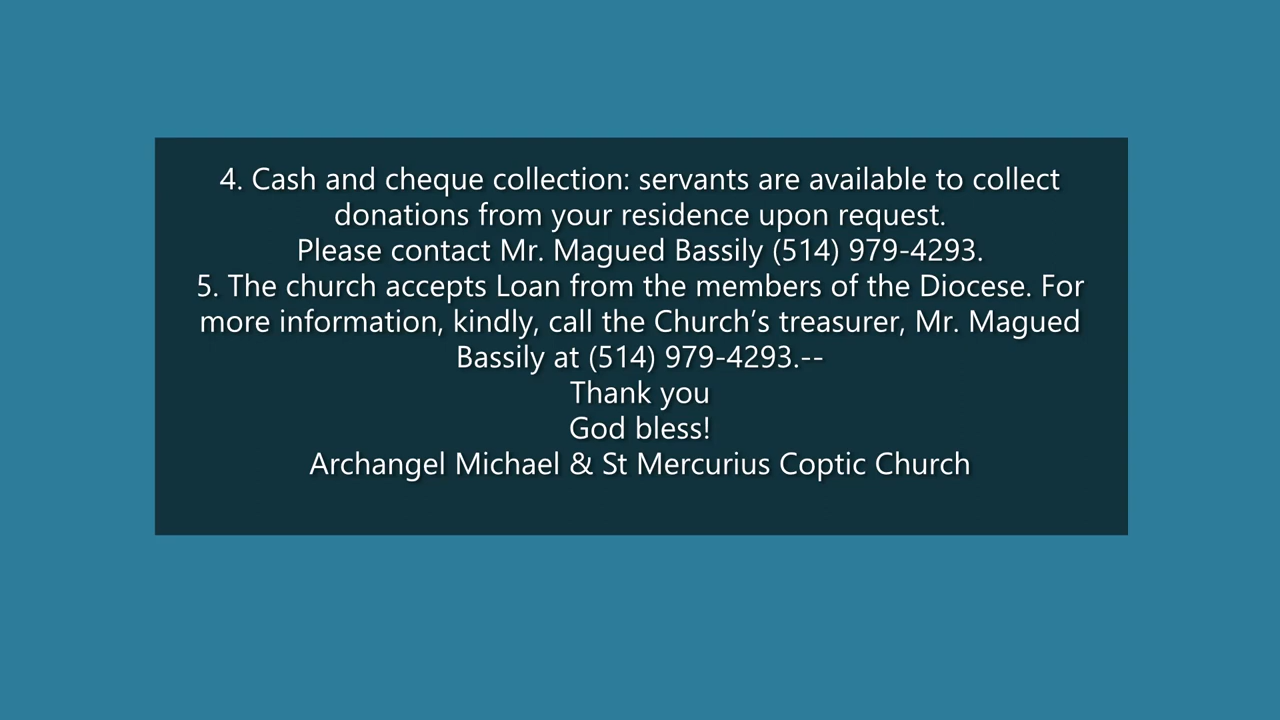 4. Cash and cheque collection: servants are available to collect
donations from your residence upon request.
Please contact Mr. Magued Bassily (514) 979-4293.
5. The church accepts Loan from the members of the Diocese. For
more information, kindly, call the Church’s treasurer, Mr. Magued
Bassily at (514) 979-4293.--
Thank you
God bless!
Archangel Michael & St Mercurius Coptic Church